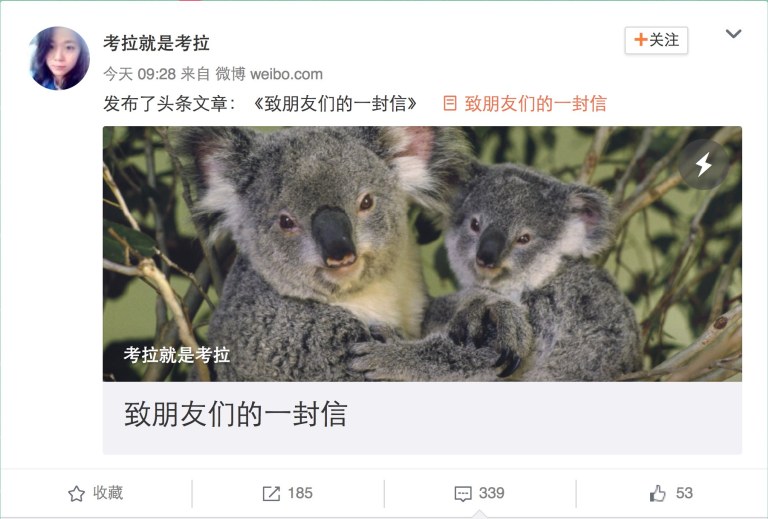 考拉就是考拉
+关注
今天 09:28 来自 微博 weibo.com
发布了头条文章：《致朋友们的一封信》 致朋友们的一封信
考拉就是考拉
致朋友们的一封信
收藏 185 339 53